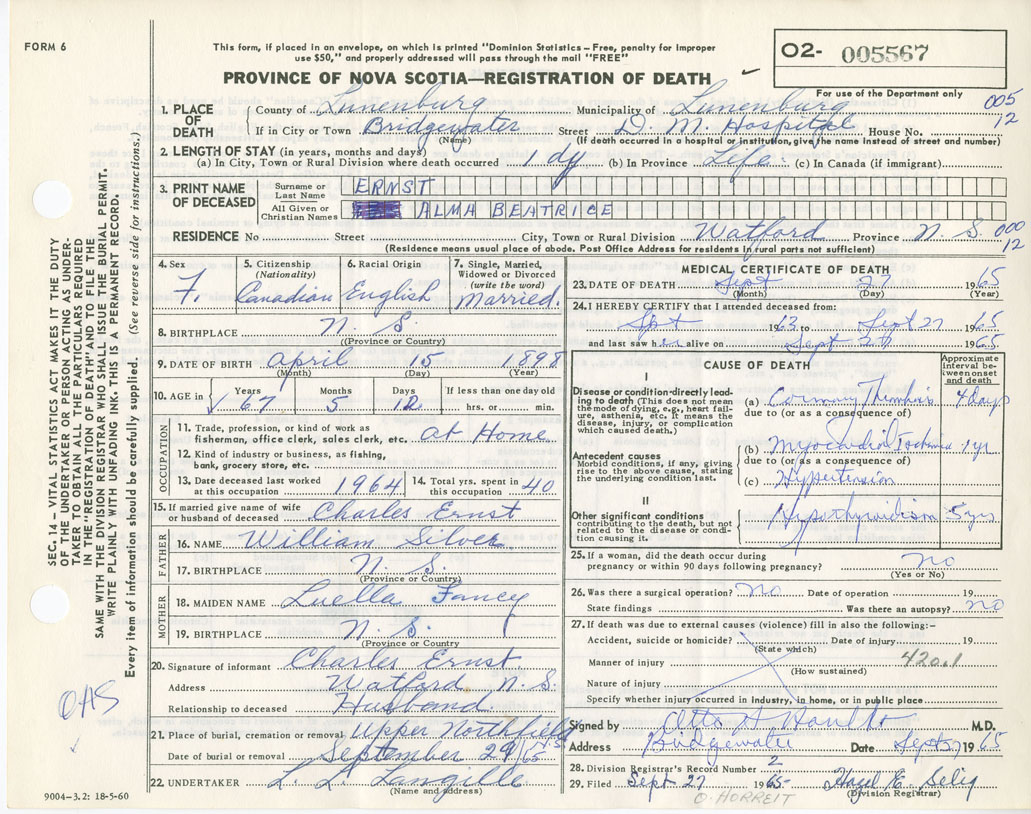 FORM 6
This form, if placed in an envelope, on which is printed "Dominion Statistics–Free, penalty for improper
use $50," and properly addressed will pass through the mail "FREE"
PROVINCE OF NOVA SCOTIA—REGISTRATION OF DEATH
O2- 005567
For use of the Department only
005
12
1. PLACE OF DEATH County of Lunenburg Municipality of Lunenburg
If in City or Town Bridgewater Street D. M. Hospital House No.
(Name) (If death occurred in a hospital or institution, give the name instead of street and number)
2. LENGTH OF STAY (in years, months and days)
(a) In City, Town or Rural Division where death occurred 1 dy (b) In Province Life (c) In Canada (if immigrant)
3. PRINT NAME OF DECEASED
Surname or Last Name ERNST
All Given or Christian Names ALMA BEATRICE
RESIDENCE No Street City, Town or Rural Division Watford Province N. S.
000
12
(Residence means usual place of abode. Post Office Address for residents in rural parts not sufficient)
4. Sex F.
5. Citizenship (Nationality) Canadian
6. Racial Origin English
7. Single, Married, Widowed or Divorced (write the word) Married.
8. BIRTHPLACE N. S.
(Province or Country)
9. DATE OF BIRTH April 15 1898
(Month) (Day) (Year)
10. AGE in Years 67 Months 5 Days 12 If less than one day old hrs. or min.
OCCUPATION
11. Trade, profession, or kind of work as fisherman, office clerk, sales clerk, etc. at Home
12. Kind of industry or business, as fishing, bank, grocery store, etc.
13. Date deceased last worked at this occupation 1964
14. Total yrs. spent in this occupation 40
15. If married give name of wife or husband of deceased Charles Ernst
FATHER
16. NAME William Silver
17. BIRTHPLACE N. S.
(Province or Country)
MOTHER
18. MAIDEN NAME Luella Fancy
19. BIRTHPLACE N. S.
(Province or Country
20. Signature of informant Charles Ernst.
Address Watford N. S.
Relationship to deceased Husband
21. Place of burial, cremation or removal Upper Northfield
Date of burial or removal September 29/65
22. UNDERTAKER L. L. Langille
(Name and address)
9004–3.2: 18-5-60
MEDICAL CERTIFICATE OF DEATH
23. DATE OF DEATH Sept 27 1965
(Month) (Day) (Year)
24. I HEREBY CERTIFY that I attended deceased from:
Spt 1963 to Sept 27 1965
and last saw her alive on Sept 27 1965
CAUSE OF DEATH
Approximate interval between onset and death
I
Disease or condition directly leading to death (This does not mean the mode of dying, e.g., heart failure, asthenia, etc. It means the disease, injury, or complication which caused death.)
(a) Coronary Thrombosis 4 days
due to (or as a consequence of)
(b) Myocardial Ischemia 1yr
due to (or as a consequence of)
(c) Hypertension
Antecedent causes
Morbid conditions, if any, giving rise to the above cause, stating the underlying condition last.
II
Other significant conditions contributing to the death, but not related to the disease or condition causing it.
Hypothyroidism 5 yrs
25. If a woman, did the death occur during pregnancy or within 90 days following pregnancy? no
(Yes or No)
26. Was there a surgical operation? no Date of operation 19
State findings Was there an autopsy? no
27. If death was due to external causes (violence) fill in also the following:-
Accident, suicide or homicide? Date of injury 19
(State which)
Manner of injury 420.1
(How sustained)
Nature of injury
Specify whether injury occurred in industry, in home, or in public place
Signed by M.D.
Address Bridgewater Date Sept 27 1965
28. Division Registrar's Record Number 2
29. Filed Sept 27 1965 Hazel E. Selig
(Division Registrar)
O. HORREIT
SEC. 14 – VITAL STATISTICS ACT MAKES IT THE DUTY
OF THE UNDERTAKER OR PERSON ACTING AS UNDER-
TAKER TO OBTAIN ALL THE PARTICULARS REQUIRED
IN THE "REGISTRATION OF DEATH" AND TO FILE THE
SAME WITH THE DIVISION REGISTRAR WHO SHALL ISSUE THE BURIAL PERMIT.
WRITE PLAINLY WITH UNFADING INK. THIS IS A PERMANENT RECORD.
Every item of information should be carefully supplied. (See reverse side for instructions.)
OAS